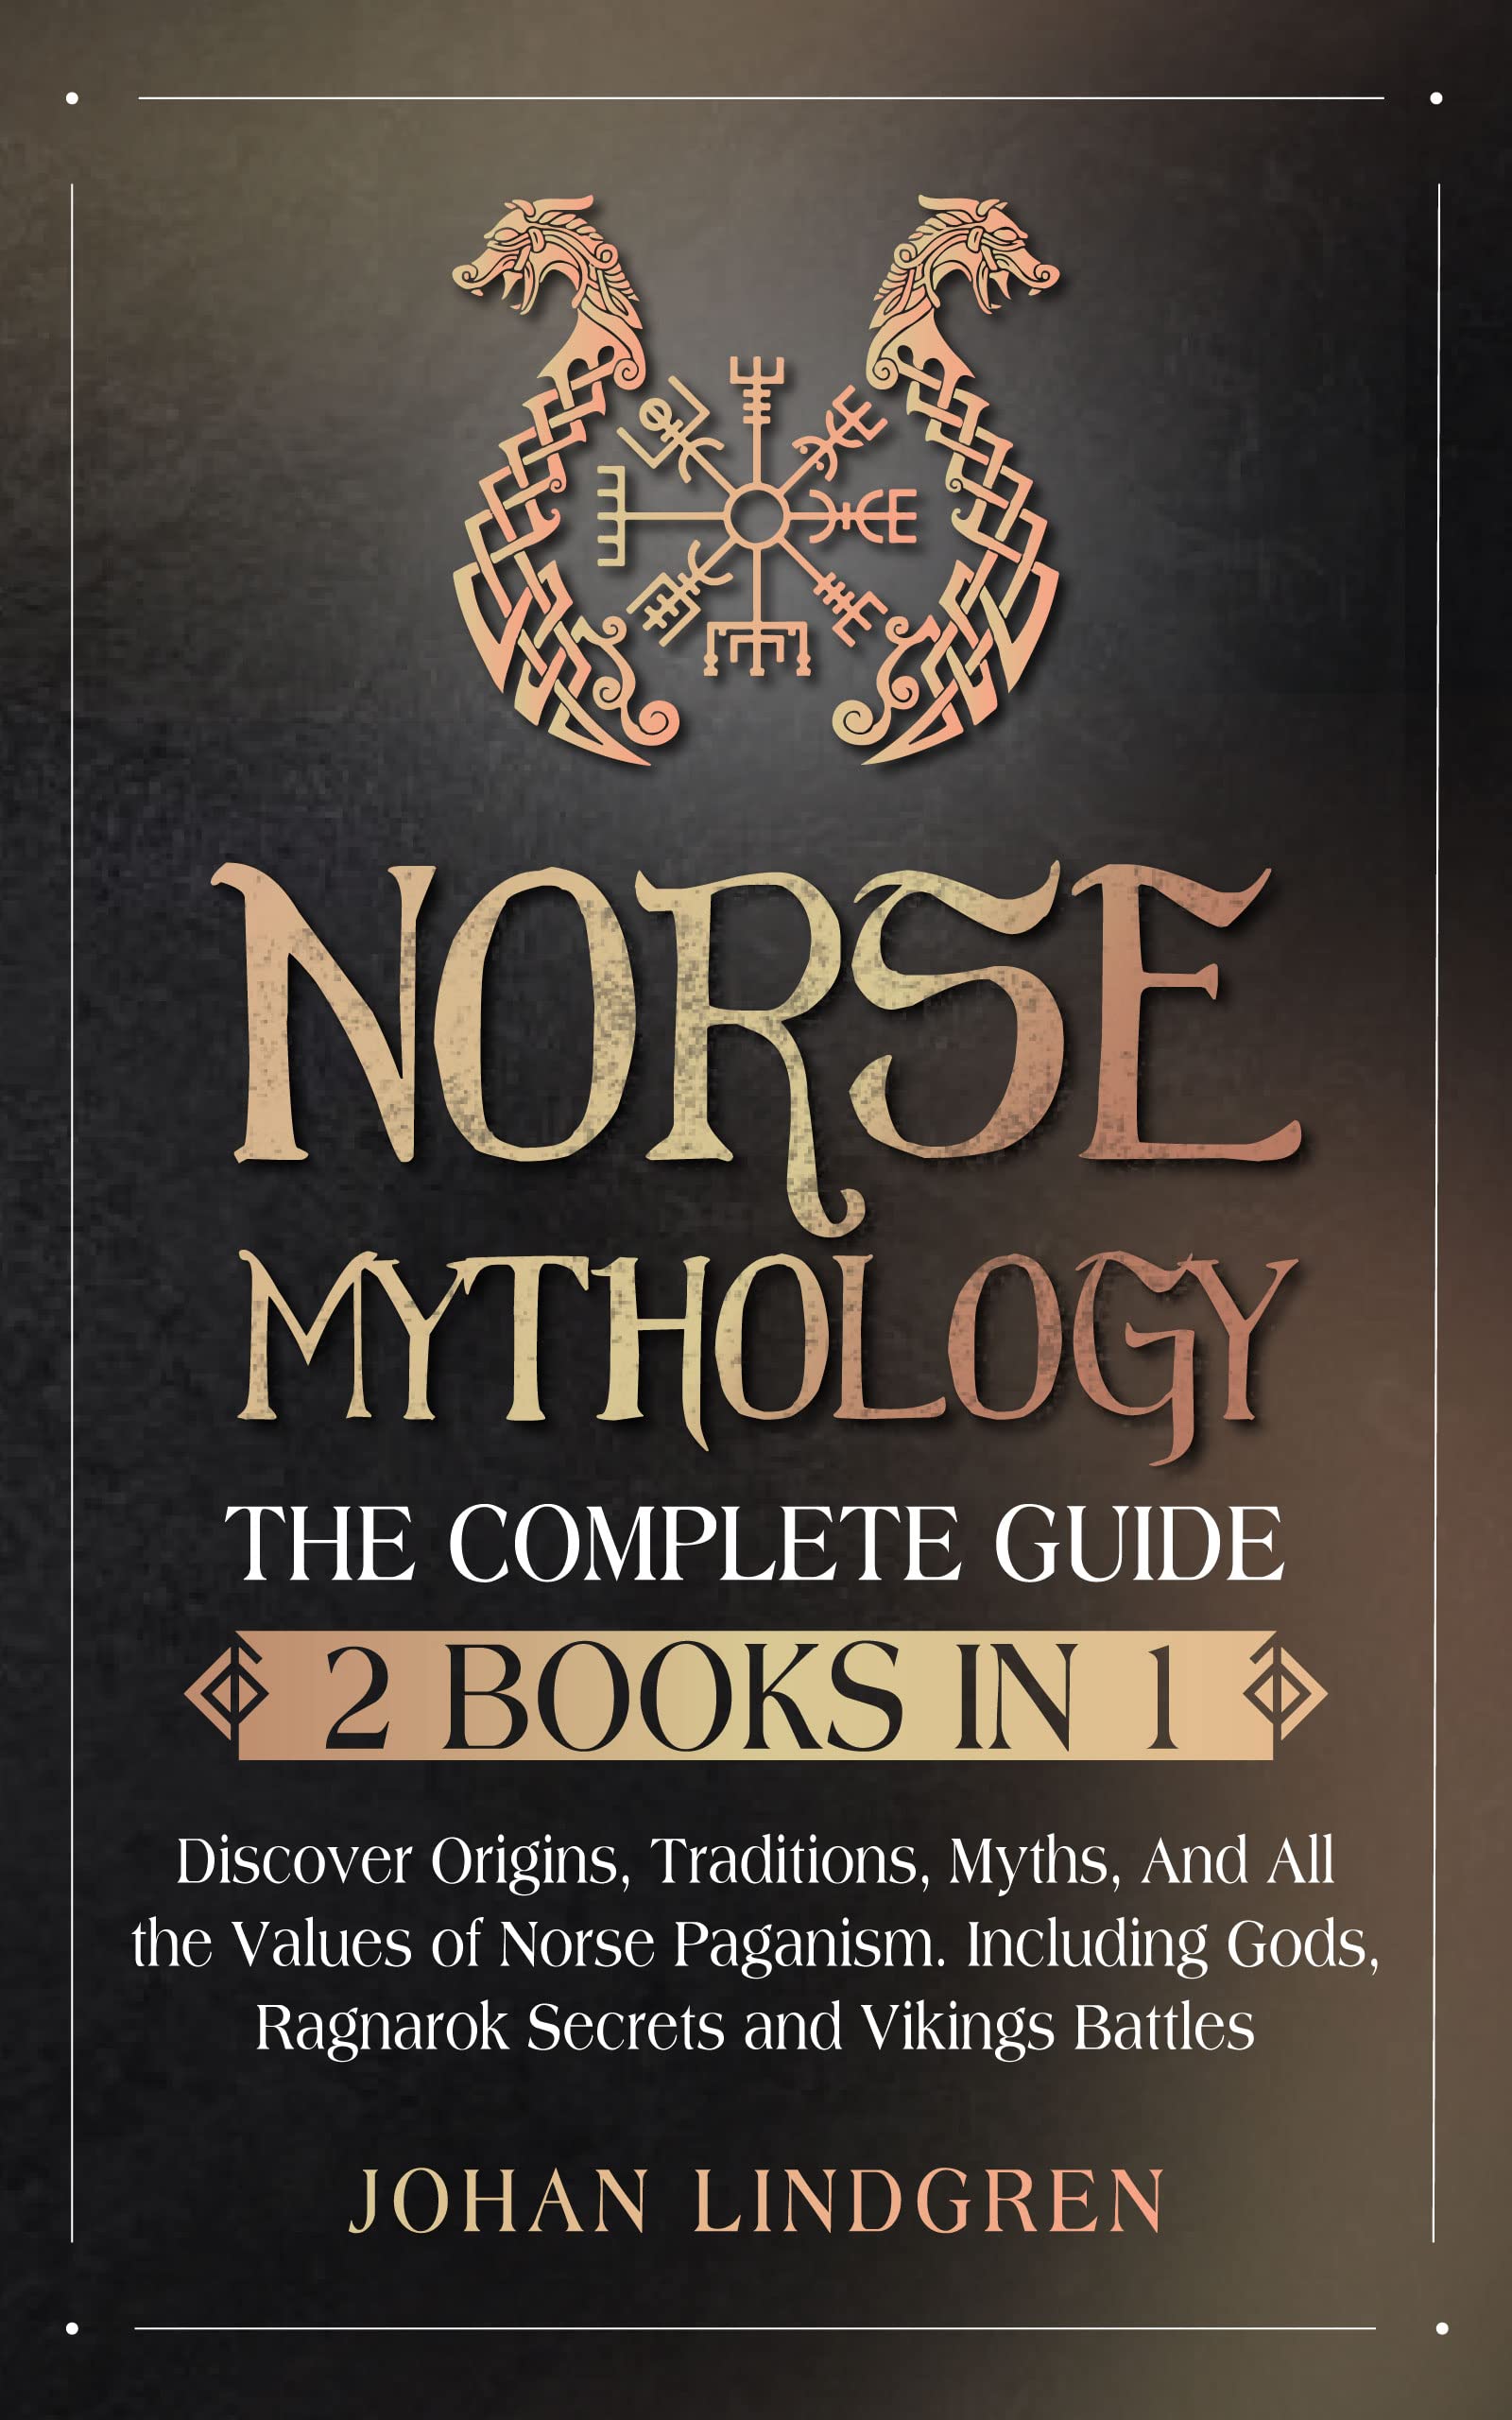 NORSE
MYTHOLOGY
THE COMPLETE GUIDE
2 BOOKS IN 1
Discover Origins, Traditions, Myths, And All
the Values of Norse Paganism. Including Gods,
Ragnarok Secrets and Vikings Battles
JOHAN LINDGREN